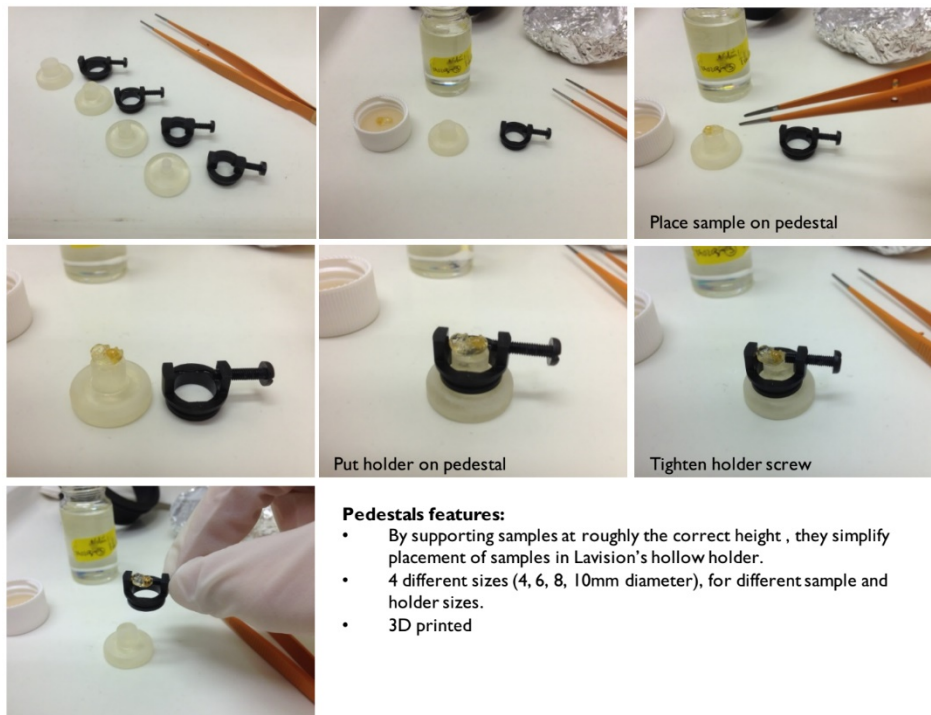 Place sample on pedestal
Put holder on pedestal
Tighten holder screw
Pedestals features:
• By supporting samples at roughly the correct height , they simplify
placement of samples in Lavision's hollow holder.
• 4 different sizes (4, 6, 8, 10mm diameter), for different sample and
holder sizes.
• 3D printed